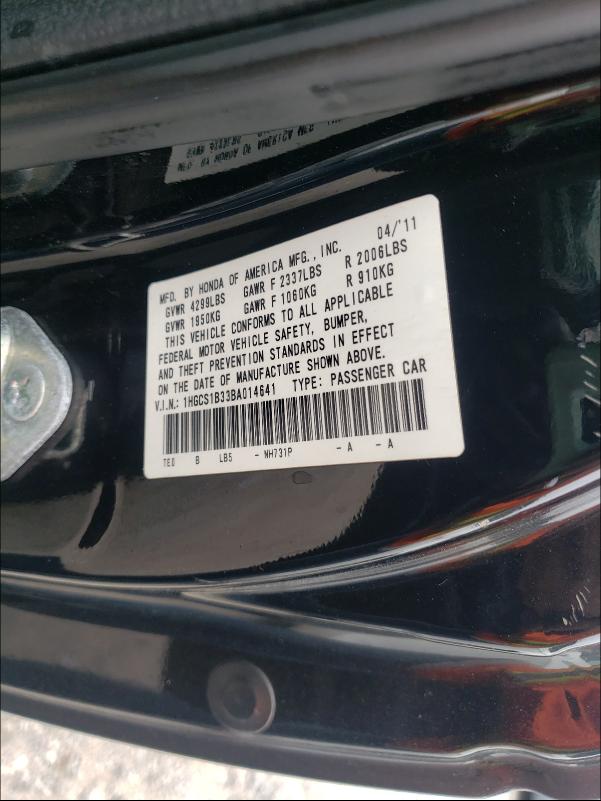 MFD. BY HONDA OF AMERICA MFG., INC. 04/'11
GVWR 4299LBS GAWR F 2337LBS R 2006LBS
GVWR 1950KG GAWR F 1060KG R 910KG
THIS VEHICLE CONFORMS TO ALL APPLICABLE
FEDERAL MOTOR VEHICLE SAFETY, BUMPER,
AND THEFT PREVENTION STANDARDS IN EFFECT
ON THE DATE OF MANUFACTURE SHOWN ABOVE.
V.I.N.: 1HGCS1B33BA014641 TYPE: PASSENGER CAR
TE0 B LB5 - NH731P - A - A